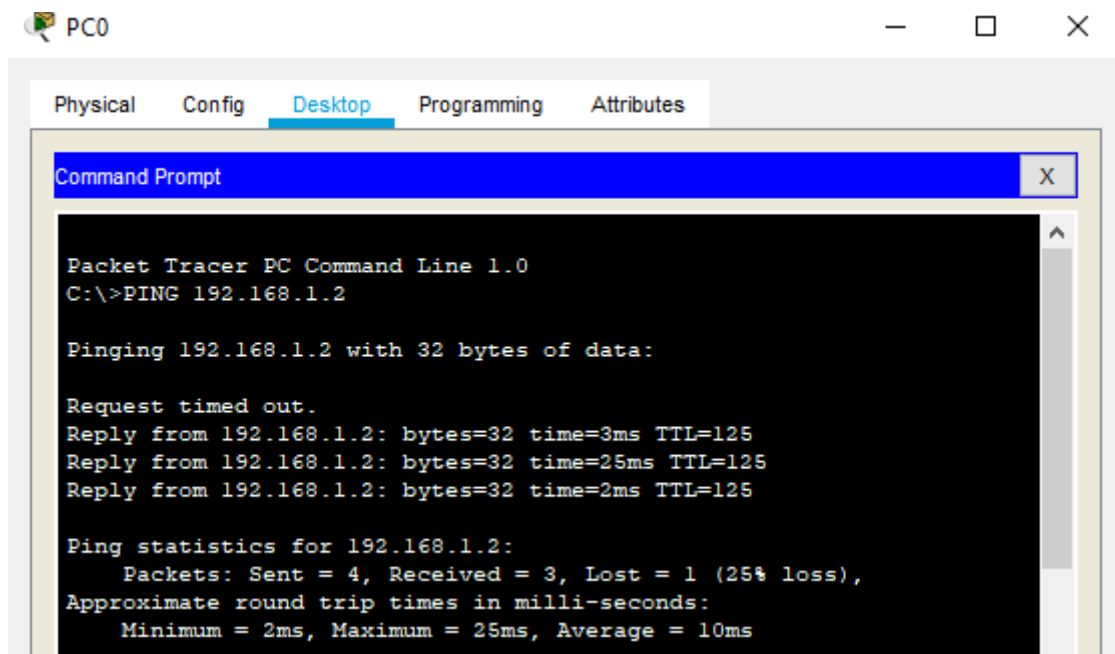 PC0
Physical Config Desktop Programming Attributes
Command Prompt X
Packet Tracer PC Command Line 1.0
C:\>PING 192.168.1.2
Pinging 192.168.1.2 with 32 bytes of data:
Request timed out.
Reply from 192.168.1.2: bytes=32 time=3ms TTL=125
Reply from 192.168.1.2: bytes=32 time=25ms TTL=125
Reply from 192.168.1.2: bytes=32 time=2ms TTL=125
Ping statistics for 192.168.1.2:
Packets: Sent = 4, Received = 3, Lost = 1 (25% loss),
Approximate round trip times in milli-seconds:
Minimum = 2ms, Maximum = 25ms, Average = 10ms